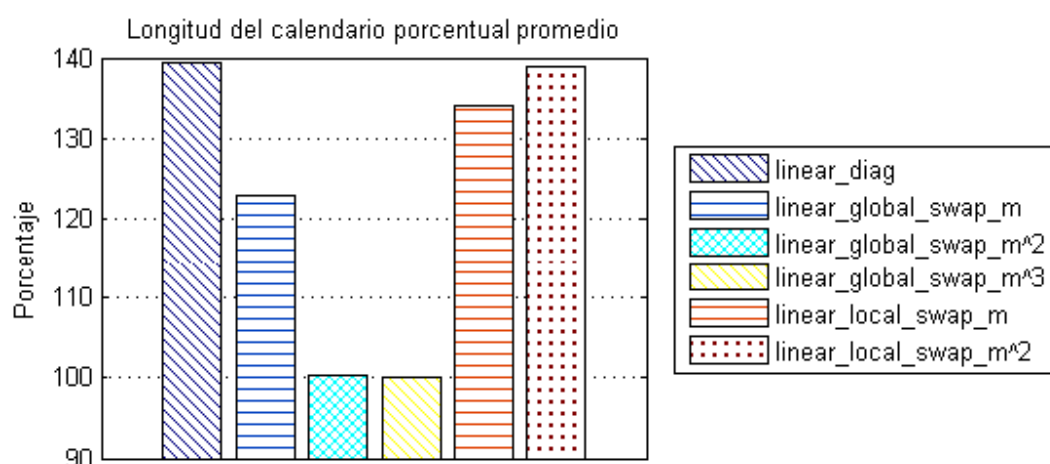 Longitud del calendario porcentual promedio
140
130
120
110
100
90
Porcentaje
linear_diag
linear_global_swap_m
linear_global_swap_m^2
linear_global_swap_m^3
linear_local_swap_m
linear_local_swap_m^2